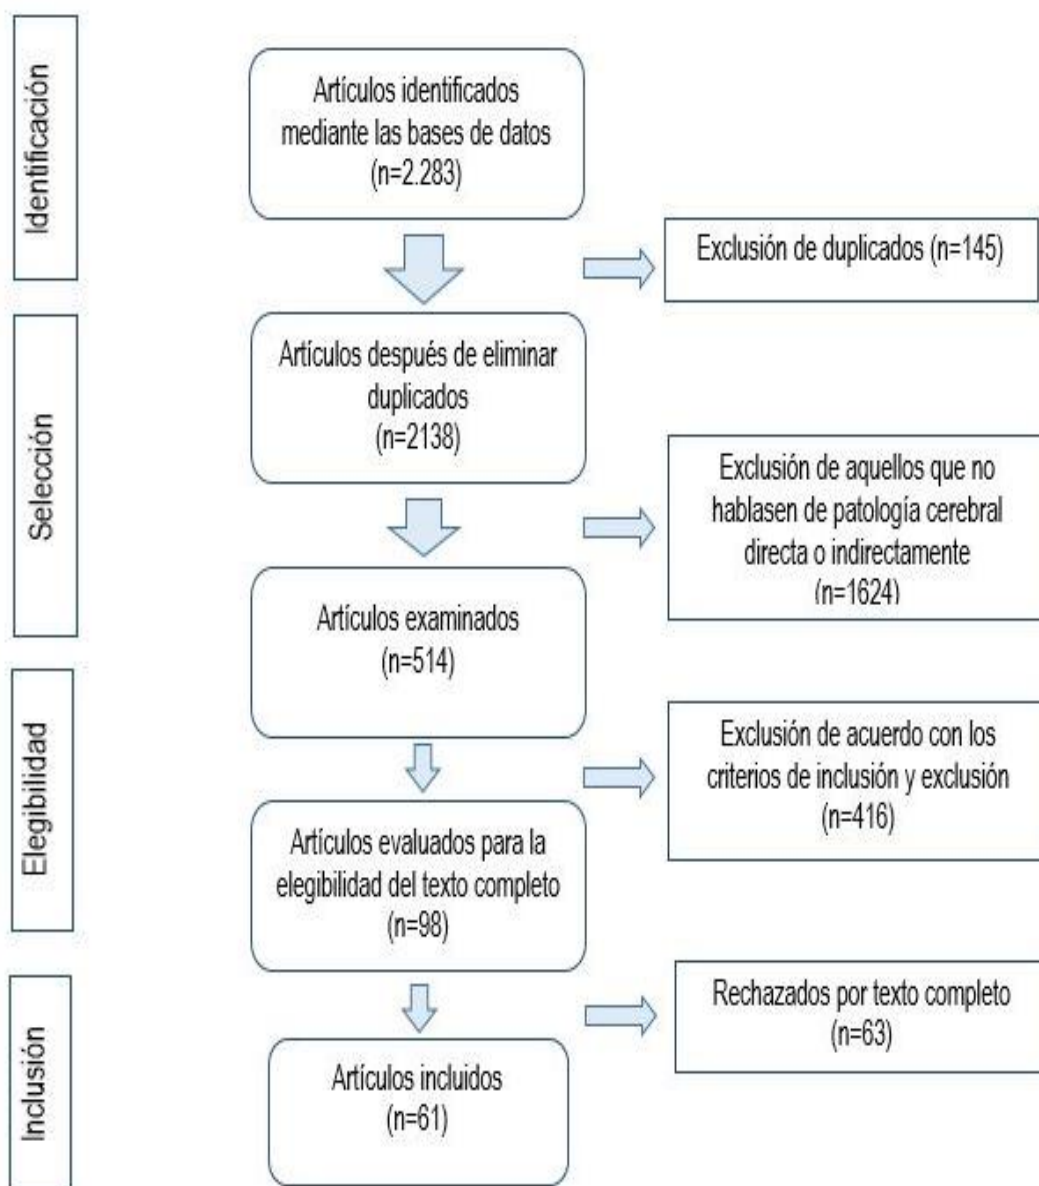 Identificación
Artículos identificados
mediante las bases de datos
(n=2.283)
Exclusión de duplicados (n=145)
Selección
Artículos después de eliminar
duplicados
(n=2138)
Exclusión de aquellos que no
hablasen de patología cerebral
directa o indirectamente
(n=1624)
Artículos examinados
(n=514)
Elegibilidad
Exclusión de acuerdo con los
criterios de inclusión y exclusión
(n=416)
Artículos evaluados para la
elegibilidad del texto completo
(n=98)
Inclusión
Rechazados por texto completo
(n=63)
Artículos incluidos
(n=61)